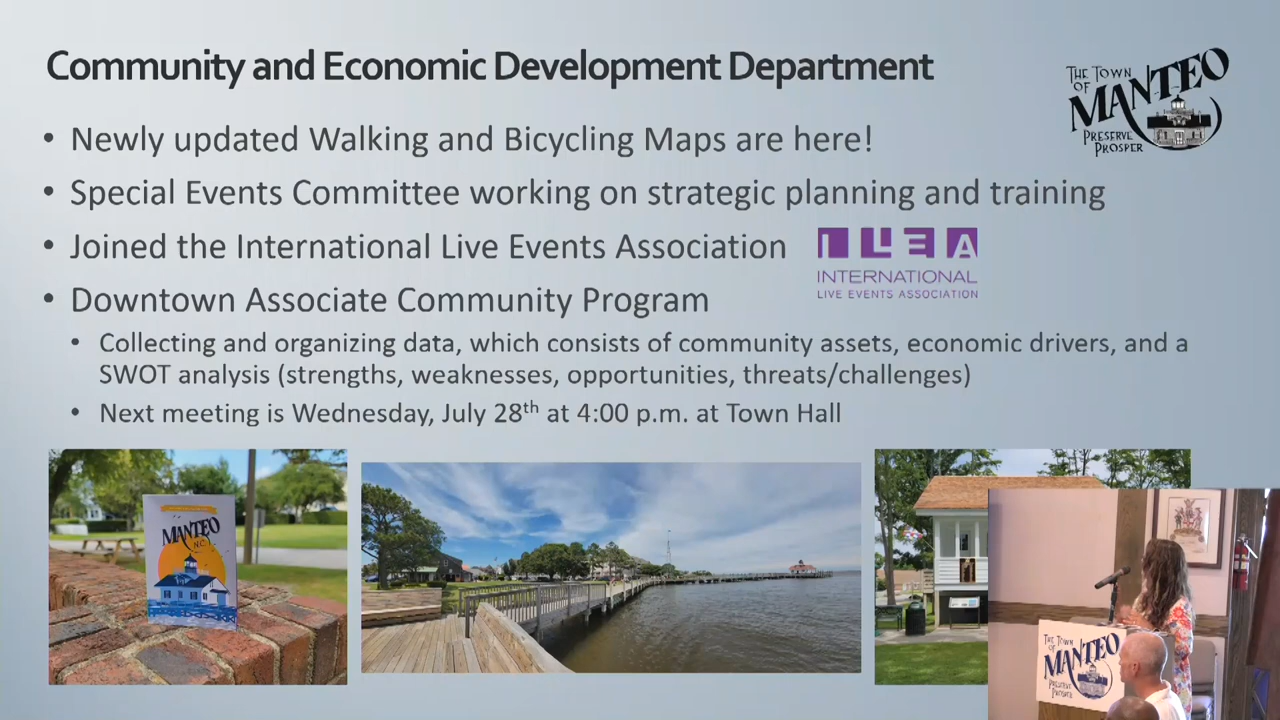 Community and Economic Development Department
THE TOWN
OF
MANTEO
PRESERVE
PROSPER
• Newly updated Walking and Bicycling Maps are here!
• Special Events Committee working on strategic planning and training
• Joined the International Live Events Association
ILEA
INTERNATIONAL
LIVE EVENTS ASSOCIATION
• Downtown Associate Community Program
• Collecting and organizing data, which consists of community assets, economic drivers, and a
SWOT analysis (strengths, weaknesses, opportunities, threats/challenges)
• Next meeting is Wednesday, July 28th at 4:00 p.m. at Town Hall
MANTEO
N.C.
THE TOWN
OF
MANTEO
PRESERVE
PROSPER